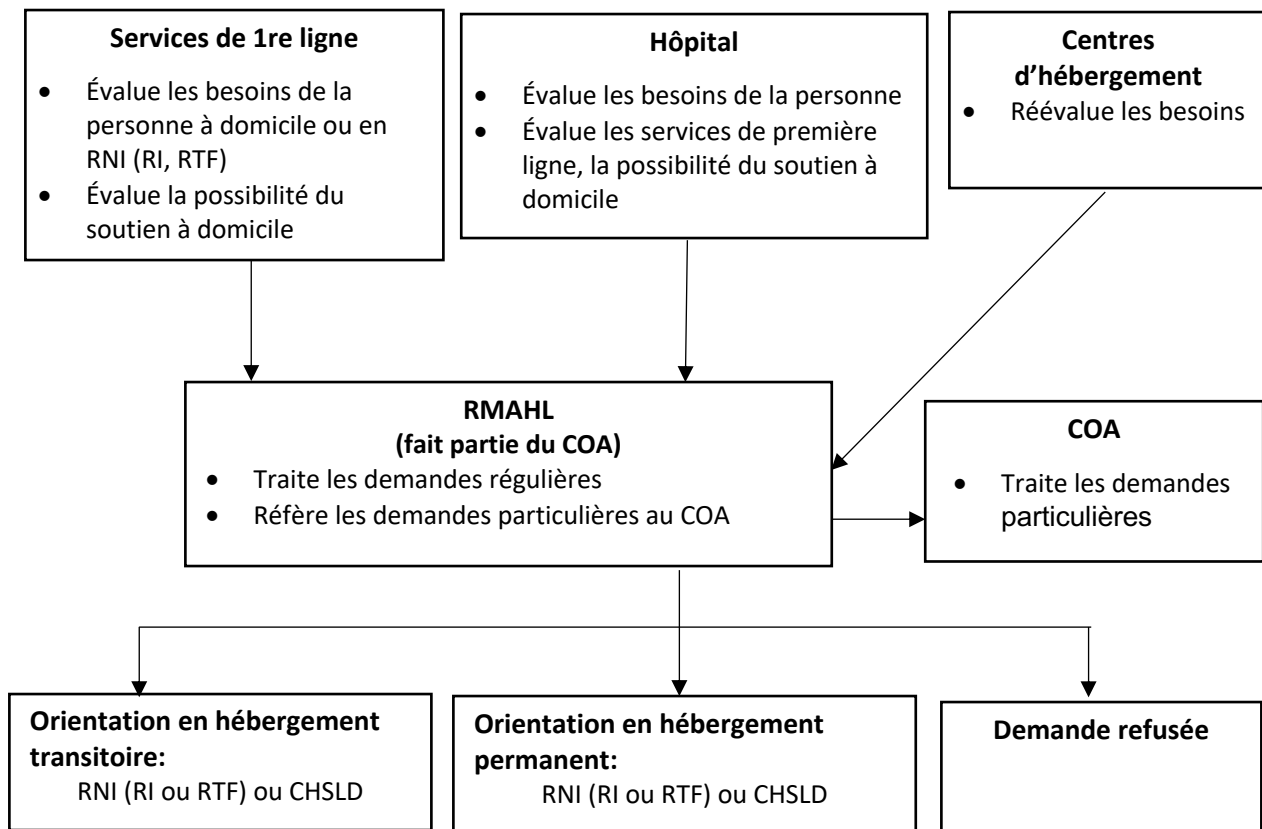 Services de 1re ligne
• Évalue les besoins de la
personne à domicile ou en
RNI (RI, RTF)
• Évalue la possibilité du
soutien à domicile
Hôpital
• Évalue les besoins de la personne
• Évalue les services de première
ligne, la possibilité du soutien à
domicile
Centres
d'hébergement
• Réévalue les besoins
RMAHL
(fait partie du COA)
• Traite les demandes régulières
• Réfère les demandes particulières au COA
COA
• Traite les demandes
particulières
Orientation en hébergement
transitoire:
RNI (RI ou RTF) ou CHSLD
Orientation en hébergement
permanent:
RNI (RI ou RTF) ou CHSLD
Demande refusée